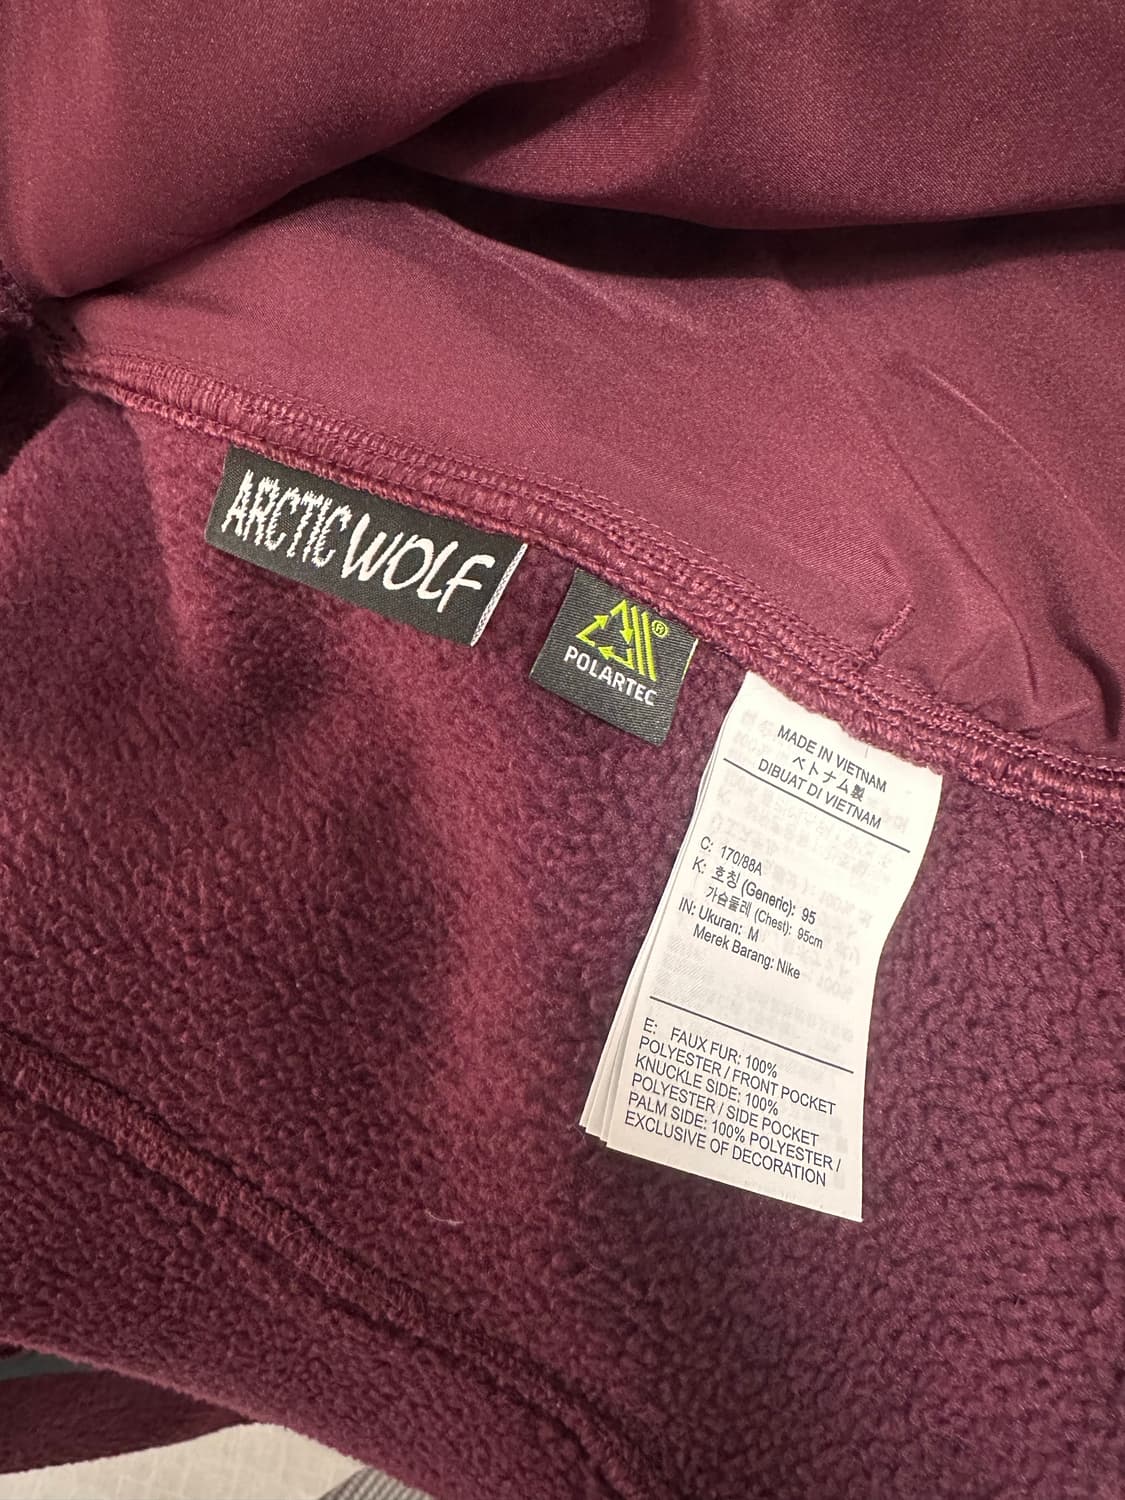 ARCTIC WOLF
®
POLARTEC
MADE IN VIETNAM
ベトナム製
DIBUAT DI VIETNAM
C: 170/88A
K: 호칭 (Generic): 95
가슴둘레 (Chest): 95cm
IN: Ukuran: M
Merek Barang: Nike
E: FAUX FUR: 100%
POLYESTER / FRONT POCKET
KNUCKLE SIDE: 100%
POLYESTER / SIDE POCKET
PALM SIDE: 100% POLYESTER /
EXCLUSIVE OF DECORATION